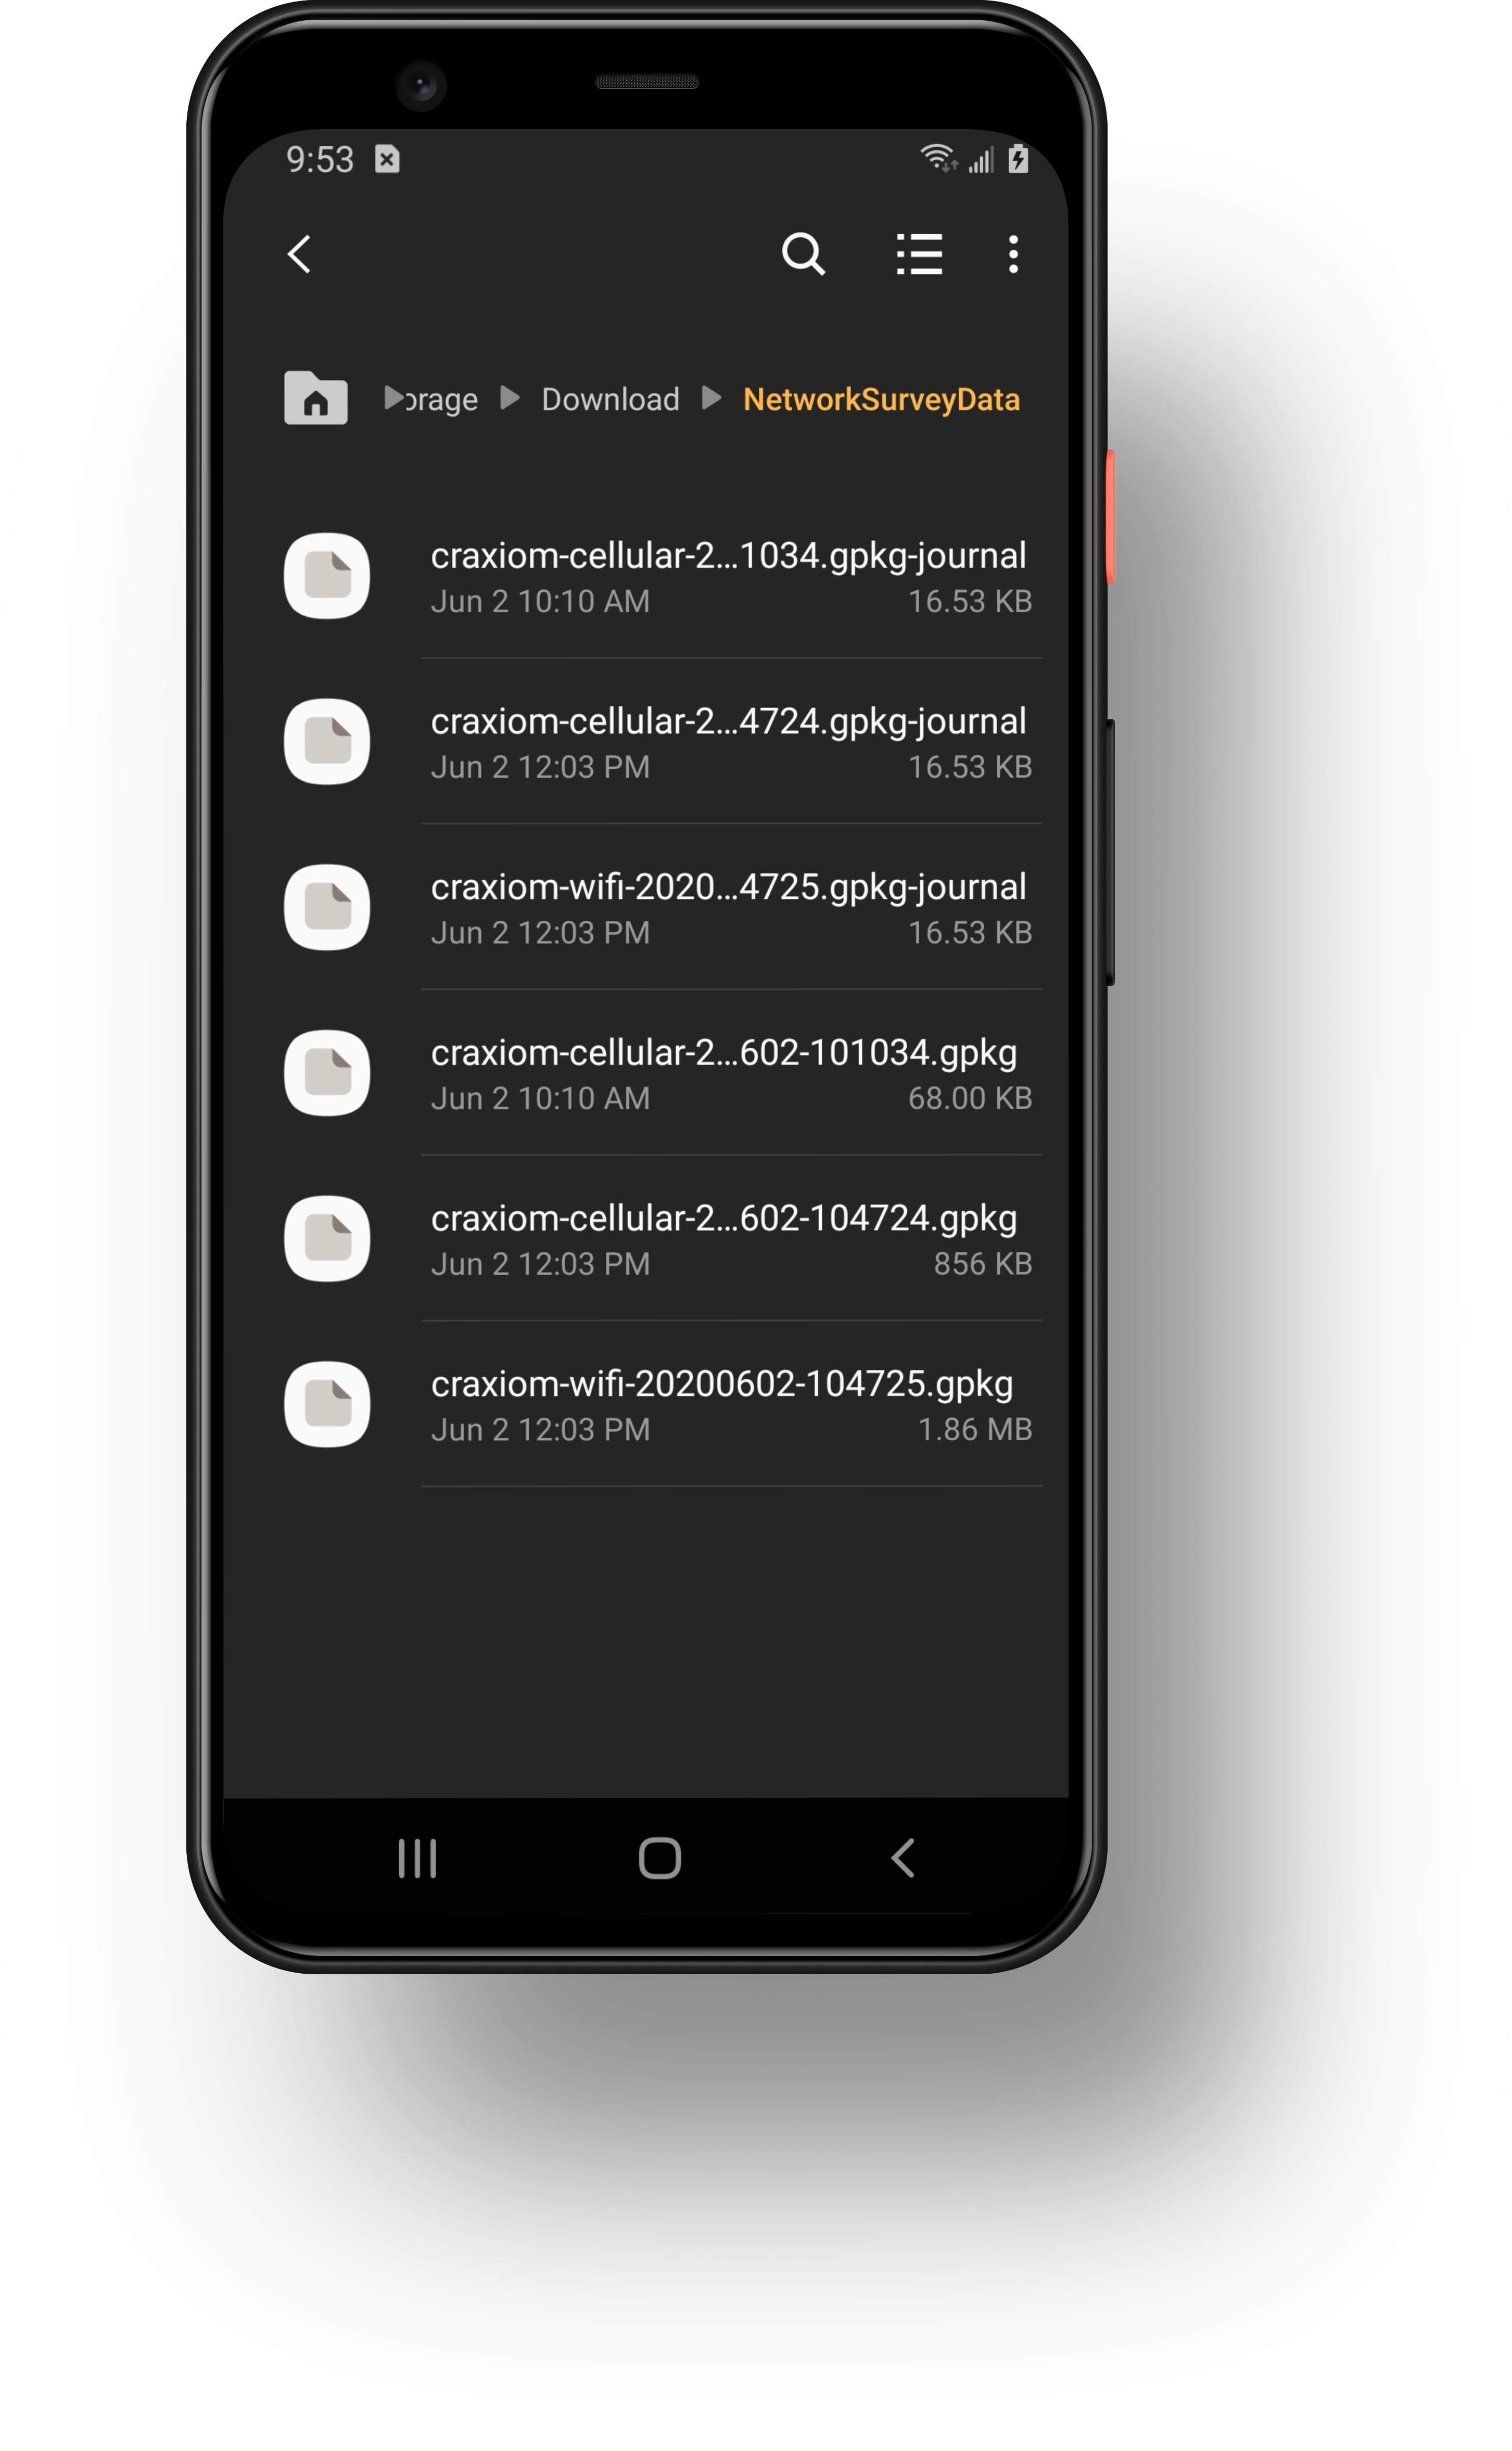 9:53
orage Download NetworkSurveyData
craxiom-cellular-2...1034.gpkg-journal
Jun 2 10:10 AM 16.53 KB
craxiom-cellular-2...4724.gpkg-journal
Jun 2 12:03 PM 16.53 KB
craxiom-wifi-2020...4725.gpkg-journal
Jun 2 12:03 PM 16.53 KB
craxiom-cellular-2...602-101034.gpkg
Jun 2 10:10 AM 68.00 KB
craxiom-cellular-2...602-104724.gpkg
Jun 2 12:03 PM 856 KB
craxiom-wifi-20200602-104725.gpkg
Jun 2 12:03 PM 1.86 MB